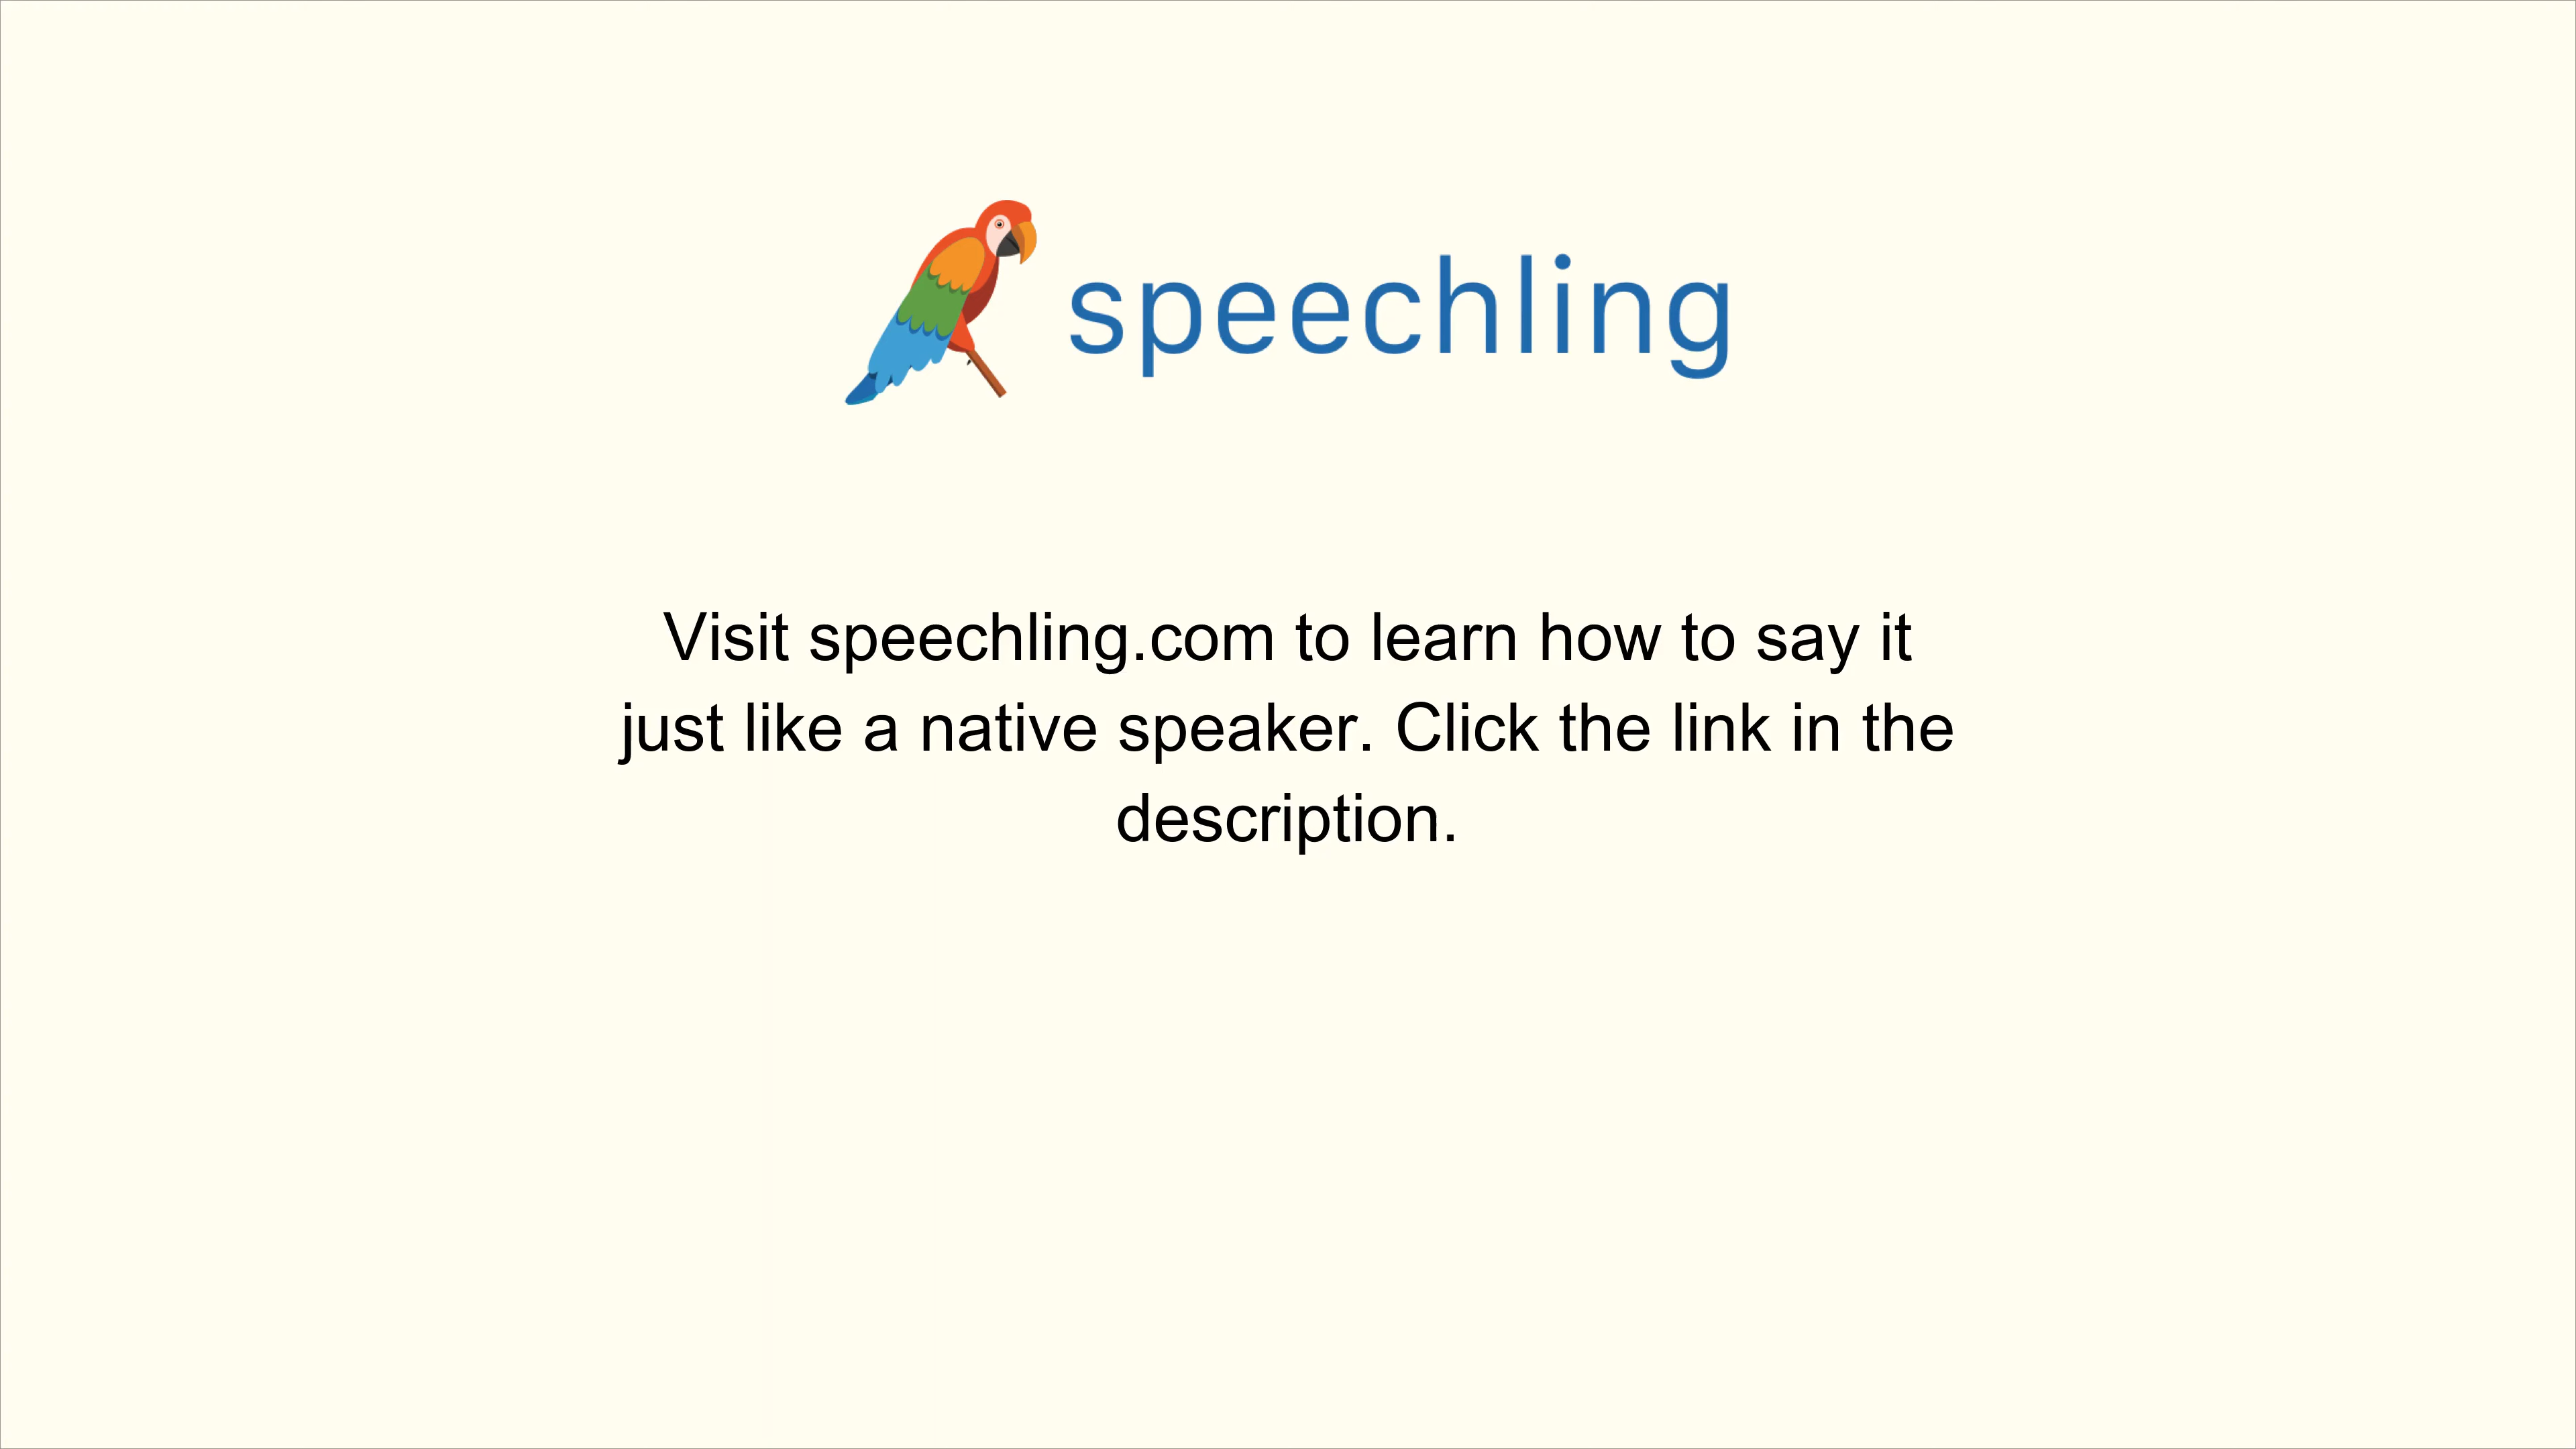 speechling
Visit speechling.com to learn how to say it
just like a native speaker. Click the link in the
description.